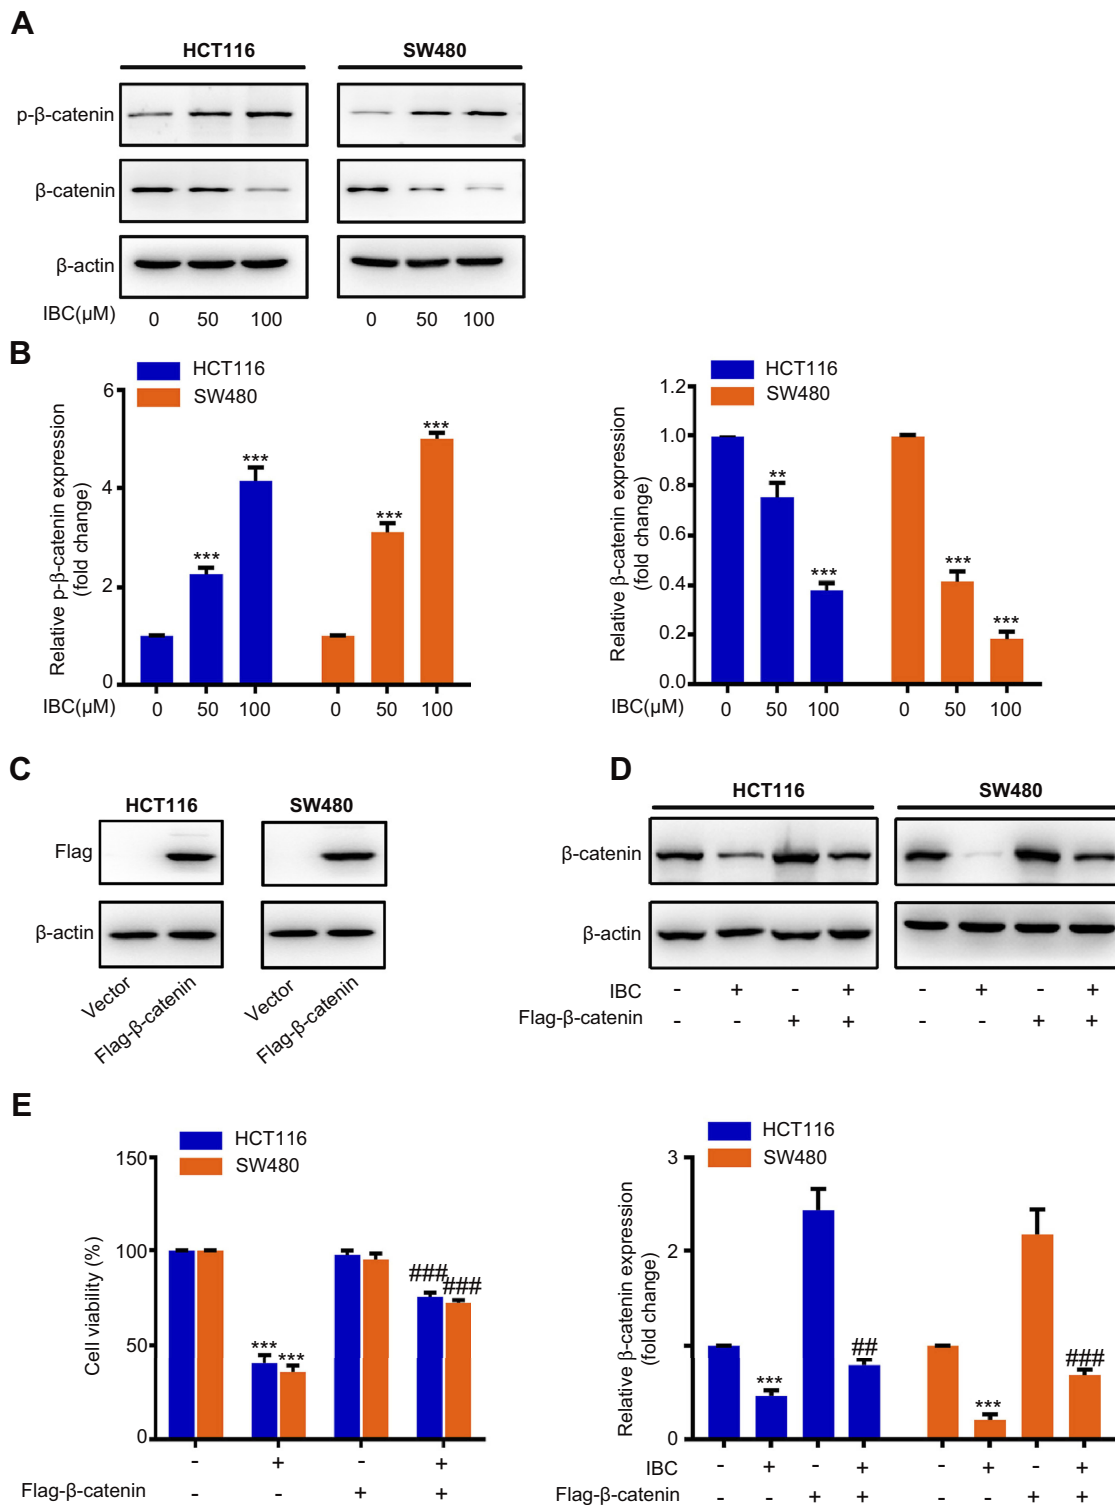 A
HCT116 SW480
p-β-catenin
β-catenin
β-actin
IBC(μM) 0 50 100 0 50 100
B
HCT116
SW480
Relative p-β-catenin expression
(fold change)
6
4
2
0
*** *** *** ***
IBC(μM) 0 50 100 0 50 100
HCT116
SW480
Relative β-catenin expression
(fold change)
1.2
1.0
0.8
0.6
0.4
0.2
0.0
** *** *** ***
IBC(μM) 0 50 100 0 50 100
C
HCT116 SW480
Flag
β-actin
Vector Flag-β-catenin Vector Flag-β-catenin
D
HCT116 SW480
β-catenin
β-actin
IBC - + - + - + - +
Flag-β-catenin - - + + - - + +
E
HCT116
SW480
Cell viability (%)
150
100
50
0
*** *** ### ###
- + - +
Flag-β-catenin - - + +
HCT116
SW480
Relative β-catenin expression
(fold change)
3
2
1
0
*** ## *** ###
IBC - + - + - + - +
Flag-β-catenin - - + + - - + +